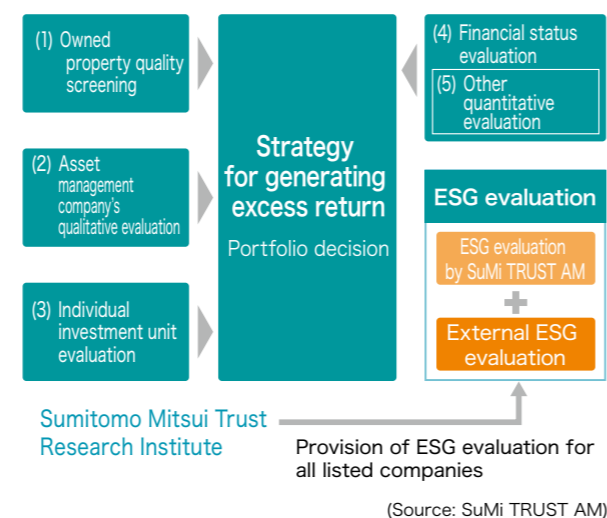 (1) Owned
property quality
screening
(2) Asset
management
company's
qualitative evaluation
(3) Individual
investment unit
evaluation
Strategy
for generating
excess return
Portfolio decision
(4) Financial status
evaluation
(5) Other
quantitative
evaluation
ESG evaluation
ESG evaluation
by SuMi TRUST AM
+
External ESG
evaluation
Sumitomo Mitsui Trust
Research Institute
Provision of ESG evaluation for
all listed companies
(Source: SuMi TRUST AM)